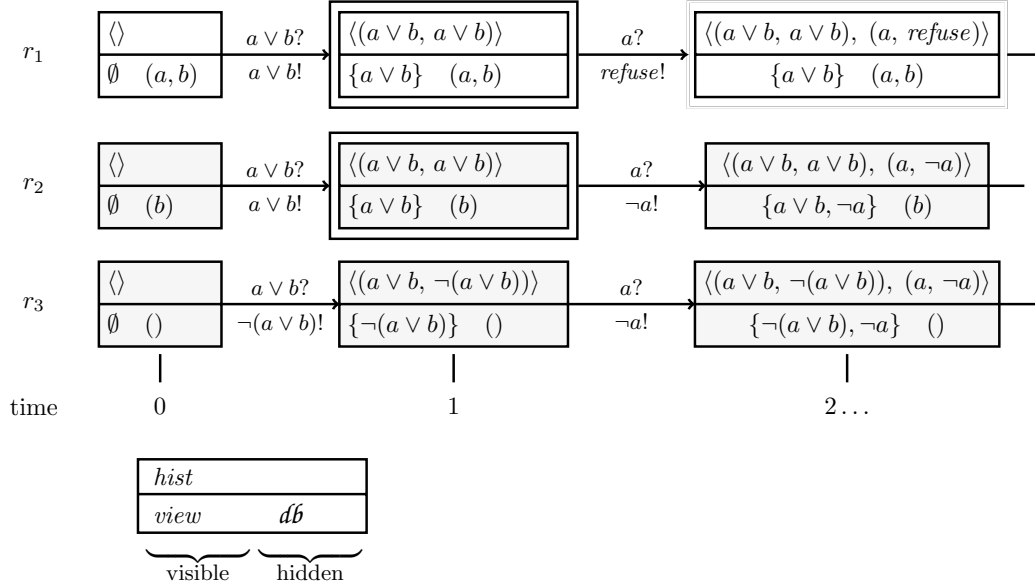 a ∨ b? a?
r₁ ⟨⟩ ⟨(a ∨ b, a ∨ b)⟩ ⟨(a ∨ b, a ∨ b), (a, refuse)⟩
∅ (a, b) a ∨ b! {a ∨ b} (a, b) refuse! {a ∨ b} (a, b)
a ∨ b? a?
r₂ ⟨⟩ ⟨(a ∨ b, a ∨ b)⟩ ⟨(a ∨ b, a ∨ b), (a, ¬a)⟩
∅ (b) a ∨ b! {a ∨ b} (b) ¬a! {a ∨ b, ¬a} (b)
a ∨ b? a?
r₃ ⟨⟩ ⟨(a ∨ b, ¬(a ∨ b))⟩ ⟨(a ∨ b, ¬(a ∨ b)), (a, ¬a)⟩
∅ () ¬(a ∨ b)! {¬(a ∨ b)} () ¬a! {¬(a ∨ b), ¬a} ()
time 0 1 2…
hist
view db
visible hidden